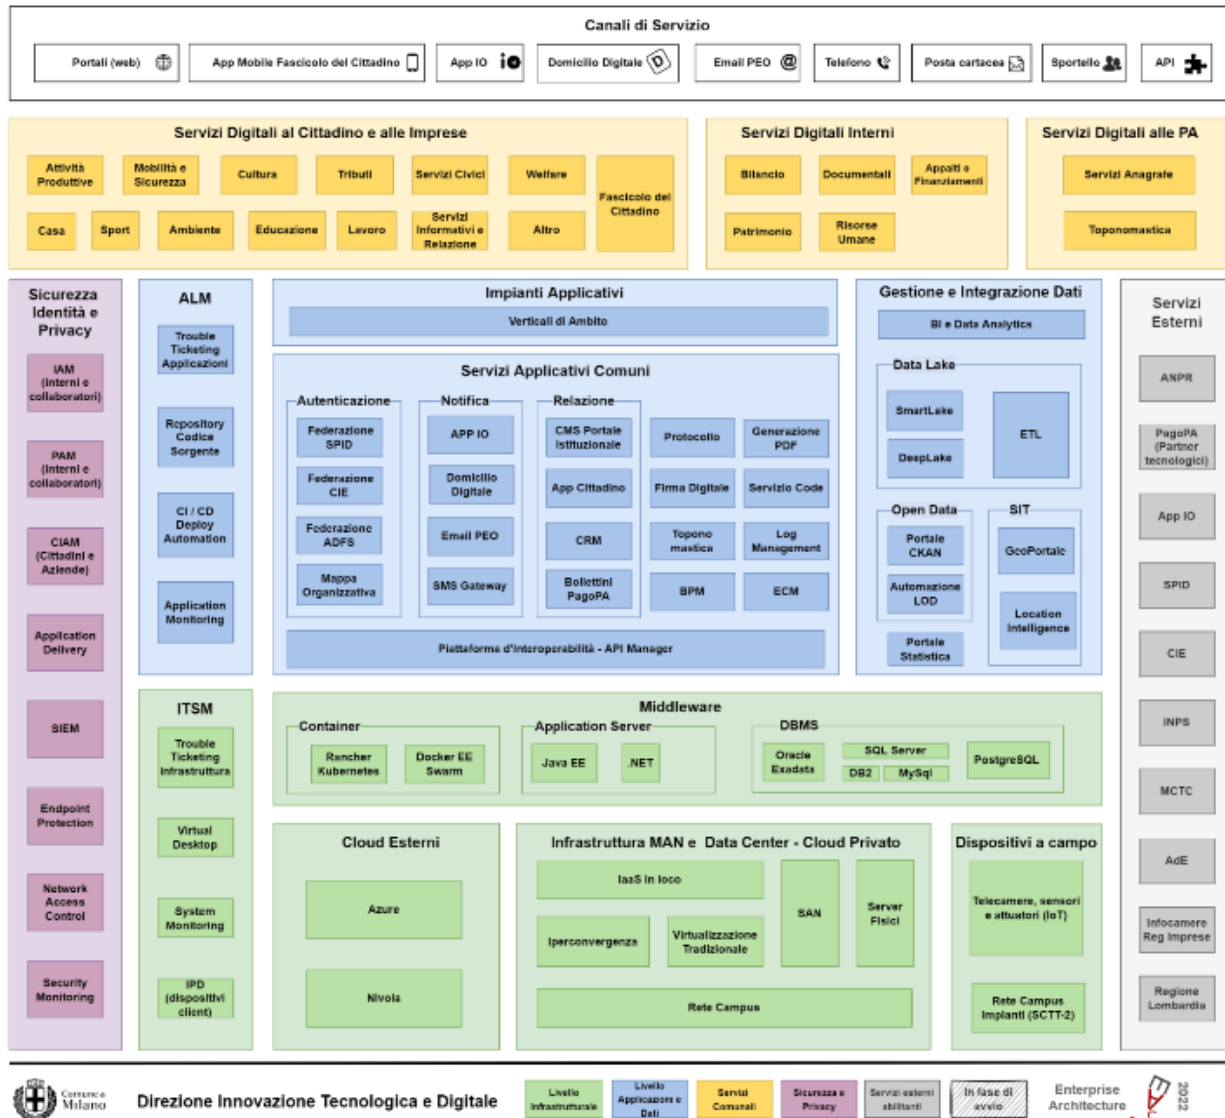 Canali di Servizio
Portali (web)
App Mobile Fascicolo del Cittadino
App IO
Domicilio Digitale
Email PEO
Telefono
Posta cartacea
Sportello
API
Servizi Digitali al Cittadino e alle Imprese
Attività
Produttive
Mobilità e
Sicurezza
Cultura
Tributi
Servizi Civici
Welfare
Fascicolo del
Cittadino
Casa
Sport
Ambiente
Educazione
Lavoro
Servizi
Informativi e
Relazione
Altro
Servizi Digitali Interni
Bilancio
Documentali
Appalti e
Finanziamenti
Patrimonio
Risorse
Umane
Servizi Digitali alle PA
Servizi Anagrafe
Toponomastica
Sicurezza
Identità e
Privacy
IAM
(interni e
collaboratori)
PAM
(interni e
collaboratori)
CIAM
(Cittadini e
Aziende)
Application
Delivery
SIEM
Endpoint
Protection
Network
Access
Control
Security
Monitoring
ALM
Trouble
Ticketing
Applicazioni
Repository
Codice
Sorgente
CI / CD
Deploy
Automation
Application
Monitoring
Impianti Applicativi
Verticali di Ambito
Servizi Applicativi Comuni
Autenticazione
Federazione
SPID
Federazione
CIE
Federazione
ADFS
Mappa
Organizzativa
Notifica
APP IO
Domicilio
Digitale
Email PEO
SMS Gateway
Relazione
CMS Portale
Istituzionale
App Cittadino
CRM
Bollettini
PagoPA
Protocollo
Generazione
PDF
Firma Digitale
Servizio Code
Topono
mastica
Log
Management
BPM
ECM
Piattaforma d'Interoperabilità - API Manager
Gestione e Integrazione Dati
BI e Data Analytics
Data Lake
SmartLake
DeepLake
ETL
Open Data
Portale
CKAN
Automazione
LOD
Portale
Statistica
SIT
GeoPortale
Location
Intelligence
Servizi
Esterni
ANPR
PagoPA
(Partner
tecnologici)
App IO
SPID
CIE
INPS
MCTC
AdE
Infocamere
Reg Imprese
Regione
Lombardia
ITSM
Trouble
Ticketing
Infrastruttura
Virtual
Desktop
System
Monitoring
IPD
(dispositivi
client)
Middleware
Container
Rancher
Kubernetes
Docker EE
Swarm
Application Server
Java EE
.NET
DBMS
Oracle
Exadata
SQL Server
DB2
MySql
PostgreSQL
Cloud Esterni
Azure
Nivola
Infrastruttura MAN e Data Center - Cloud Privato
IaaS in loco
Iperconvergenza
Virtualizzazione
Tradizionale
SAN
Server
Fisici
Rete Campus
Dispositivi a campo
Telecamere, sensori
e attuatori (IoT)
Rete Campus
Impianti (SCTT-2)
Comune di
Milano
Direzione Innovazione Tecnologica e Digitale
Livello
Infrastrutturale
Livello
Applicazioni e
Dati
Servizi
Comunali
Sicurezza e
Privacy
Servizi esterni
abilitanti
In fase di
avvio
Enterprise
Architecture